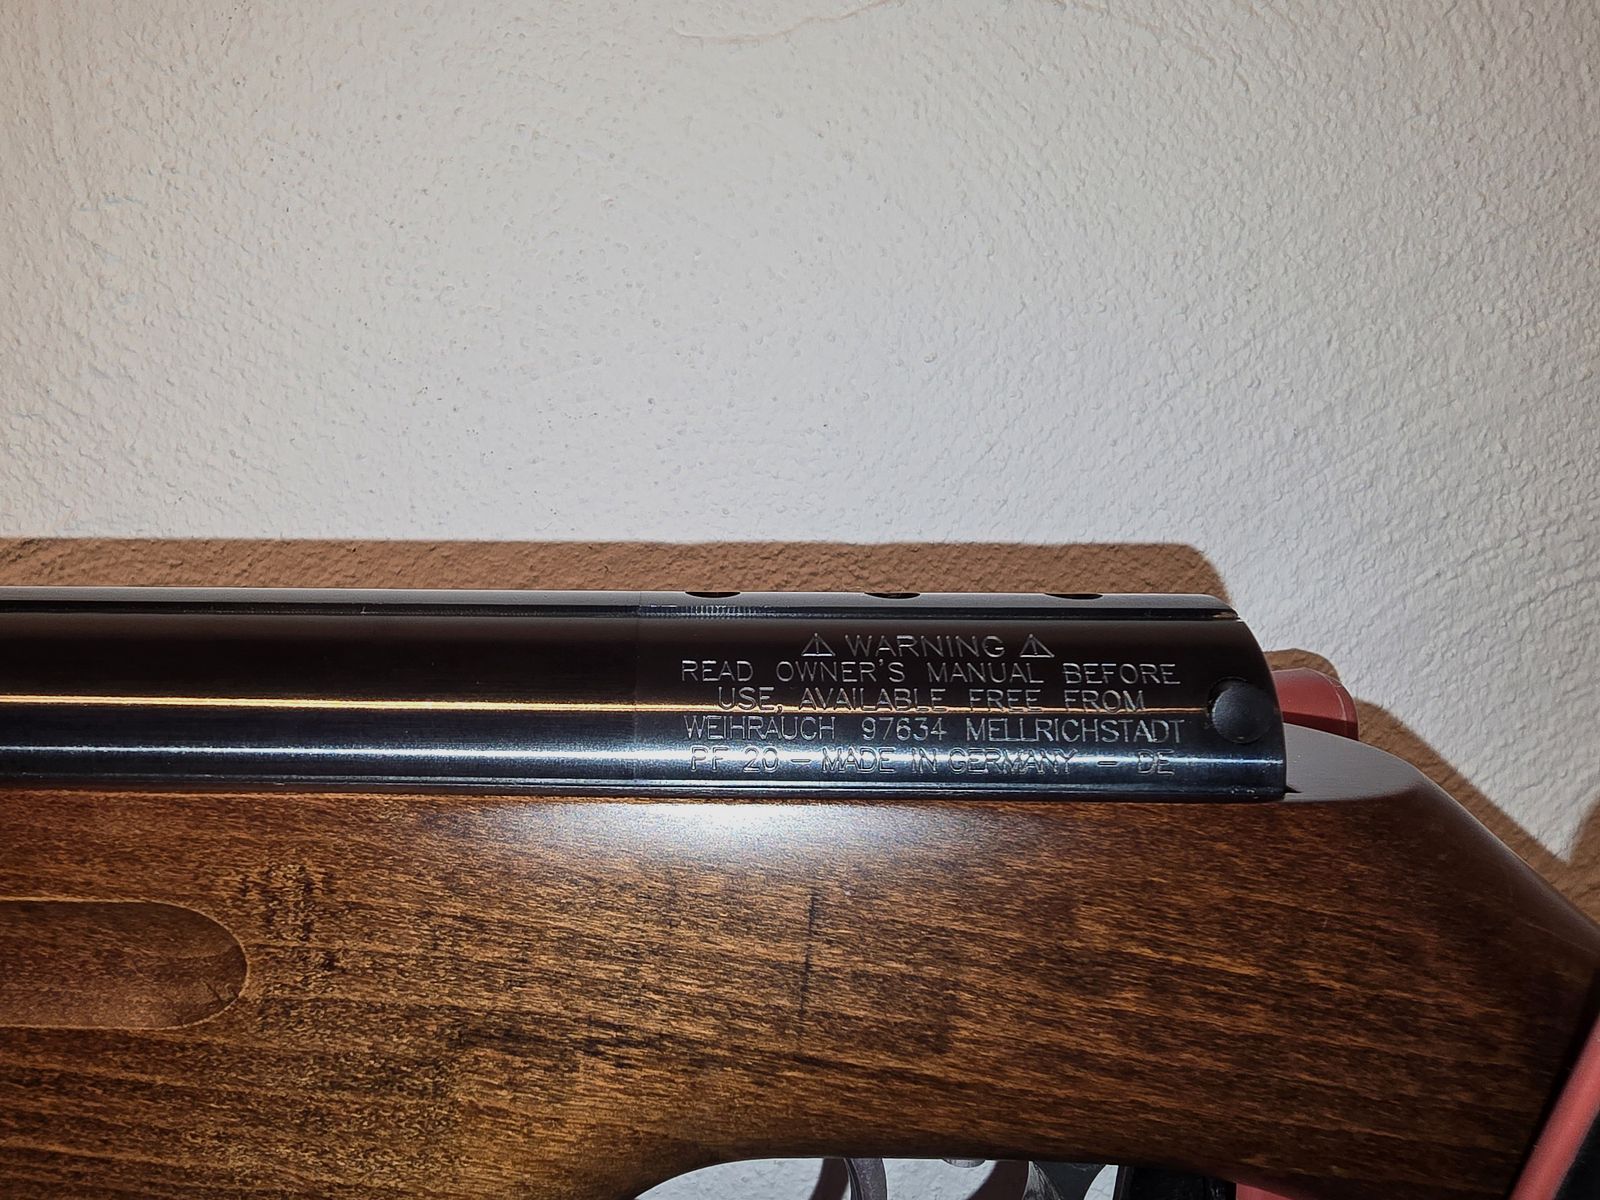 ⚠ WARNING ⚠
READ OWNER'S MANUAL BEFORE
USE, AVAILABLE FREE FROM
WEIHRAUCH 97634 MELLRICHSTADT
PF 20 - MADE IN GERMANY - DE